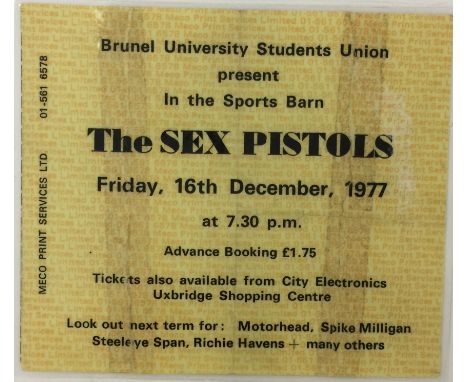 Brunel University Students Union
present
In the Sports Barn
The SEX PISTOLS
Friday, 16th December, 1977
at 7.30 p.m.
Advance Booking £1.75
Tickets also available from City Electronics
Uxbridge Shopping Centre
Look out next term for: Motorhead, Spike Milligan
Steeleye Span, Richie Havens + many others
MECO PRINT SERVICES LTD 01-561 6578